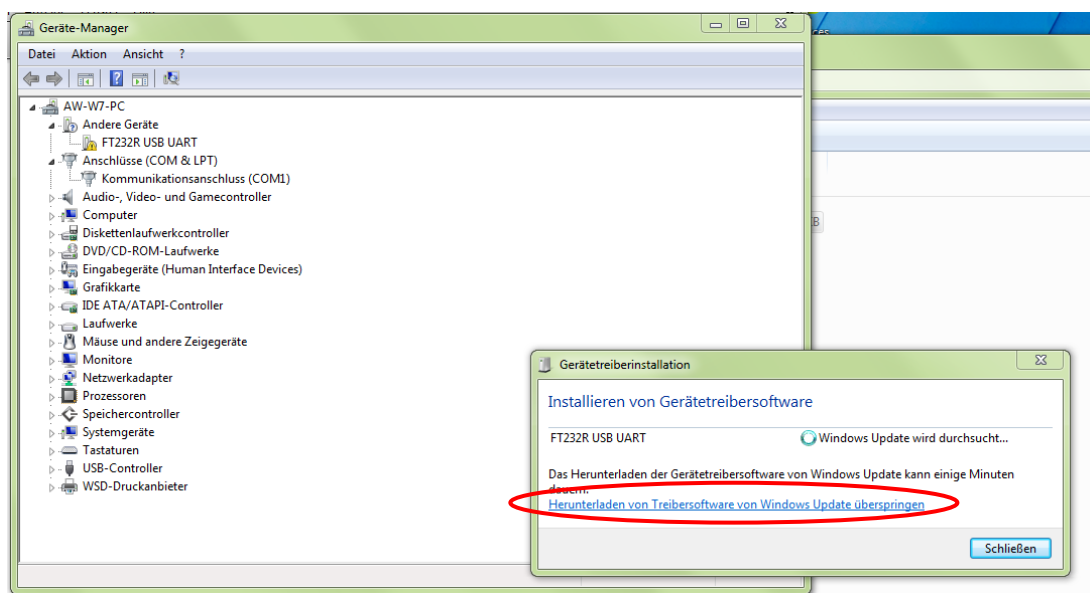 Geräte-Manager
Datei Aktion Ansicht ?
AW-W7-PC
Andere Geräte
FT232R USB UART
Anschlüsse (COM & LPT)
Kommunikationsanschluss (COM1)
Audio-, Video- und Gamecontroller
Computer
Diskettenlaufwerkcontroller
DVD/CD-ROM-Laufwerke
Eingabegeräte (Human Interface Devices)
Grafikkarte
IDE ATA/ATAPI-Controller
Laufwerke
Mäuse und andere Zeigegeräte
Monitore
Netzwerkadapter
Prozessoren
Speichercontroller
Systemgeräte
Tastaturen
USB-Controller
WSD-Druckanbieter
Gerätetreiberinstallation
Installieren von Gerätetreibersoftware
FT232R USB UART Windows Update wird durchsucht...
Das Herunterladen der Gerätetreibersoftware von Windows Update kann einige Minuten
dauern.
Herunterladen von Treibersoftware von Windows Update überspringen
Schließen